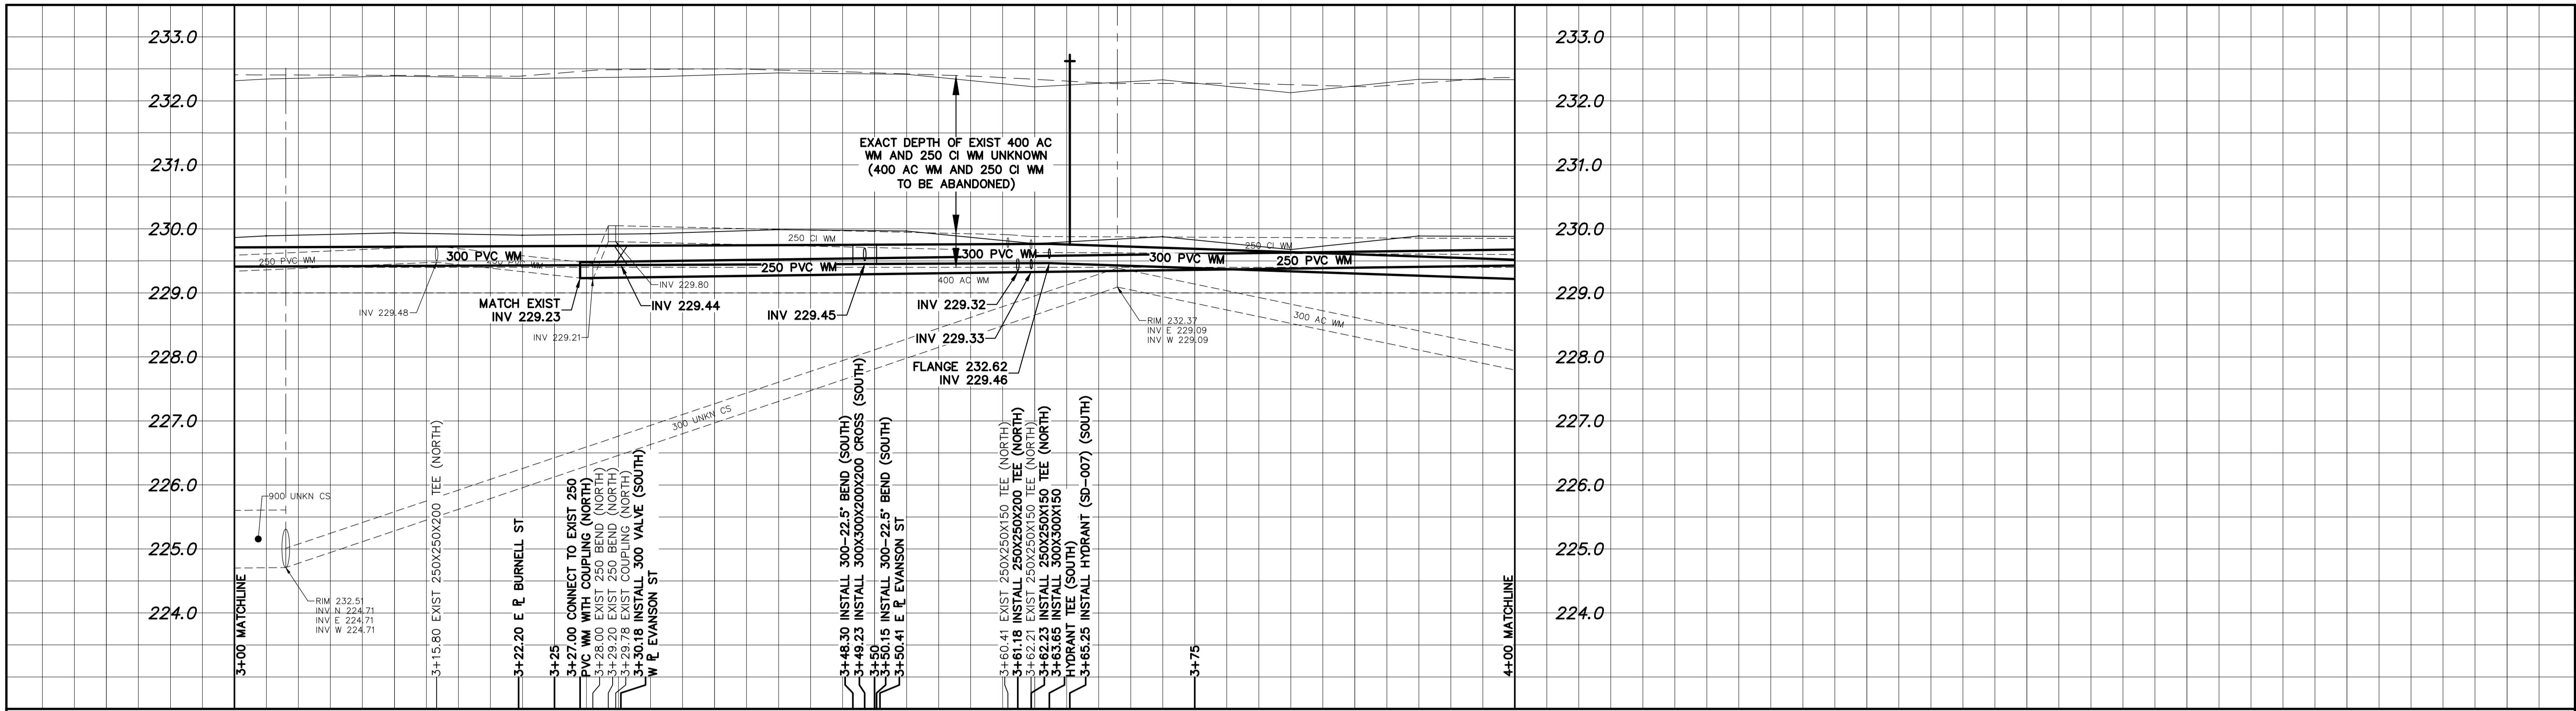 233.0
232.0
231.0
230.0
229.0
228.0
227.0
226.0
225.0
224.0
EXACT DEPTH OF EXIST 400 AC
WM AND 250 CI WM UNKNOWN
(400 AC WM AND 250 CI WM
TO BE ABANDONED)
250 PVC WM
300 PVC WM
250 CI WM
250 PVC WM
300 PVC WM
400 AC WM
300 PVC WM
250 CI WM
250 PVC WM
300 AC WM
INV 229.48
MATCH EXIST
INV 229.23
INV 229.21
INV 229.80
INV 229.44
INV 229.45
INV 229.32
INV 229.33
FLANGE 232.62
INV 229.46
RIM 232.37
INV E 229.09
INV W 229.09
300 UNKN CS
900 UNKN CS
RIM 232.51
INV N 224.71
INV E 224.71
INV W 224.71
3+00 MATCHLINE
3+15.80 EXIST 250X250X200 TEE (NORTH)
3+22.20 E PL BURNELL ST
3+25
3+27.00 CONNECT TO EXIST 250
PVC WM WITH COUPLING (NORTH)
3+28.00 EXIST 250 BEND (NORTH)
3+29.20 EXIST 250 BEND (NORTH)
3+29.78 EXIST COUPLING (NORTH)
3+30.18 INSTALL 300 VALVE (SOUTH)
W PL EVANSON ST
3+48.30 INSTALL 300-22.5° BEND (SOUTH)
3+49.23 INSTALL 300X300X200X200 CROSS (SOUTH)
3+50
3+50.15 INSTALL 300-22.5° BEND (SOUTH)
3+50.41 E PL EVANSON ST
3+60.41 EXIST 250X250X150 TEE (NORTH)
3+61.18 INSTALL 250X250X200 TEE (NORTH)
3+62.21 EXIST 250X250X150 TEE (NORTH)
3+62.23 INSTALL 250X250X150 TEE (NORTH)
3+63.65 INSTALL 300X300X150
HYDRANT TEE (SOUTH)
3+65.25 INSTALL HYDRANT (SD-007) (SOUTH)
3+75
4+00 MATCHLINE
233.0
232.0
231.0
230.0
229.0
228.0
227.0
226.0
225.0
224.0